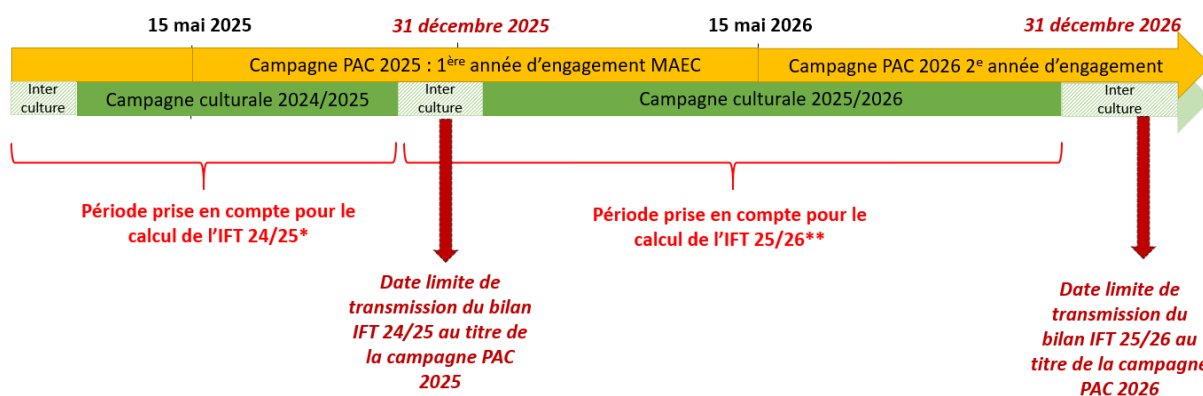 15 mai 2025
31 décembre 2025
15 mai 2026
31 décembre 2026
Campagne PAC 2025 : 1ère année d'engagement MAEC
Campagne PAC 2026 2e année d'engagement
Inter
culture
Campagne culturale 2024/2025
Inter
culture
Campagne culturale 2025/2026
Inter
culture
Période prise en compte pour le
calcul de l'IFT 24/25*
Période prise en compte pour le
calcul de l'IFT 25/26**
Date limite de
transmission du bilan
IFT 24/25 au titre de
la campagne PAC
2025
Date limite de
transmission du
bilan IFT 25/26 au
titre de la campagne
PAC 2026